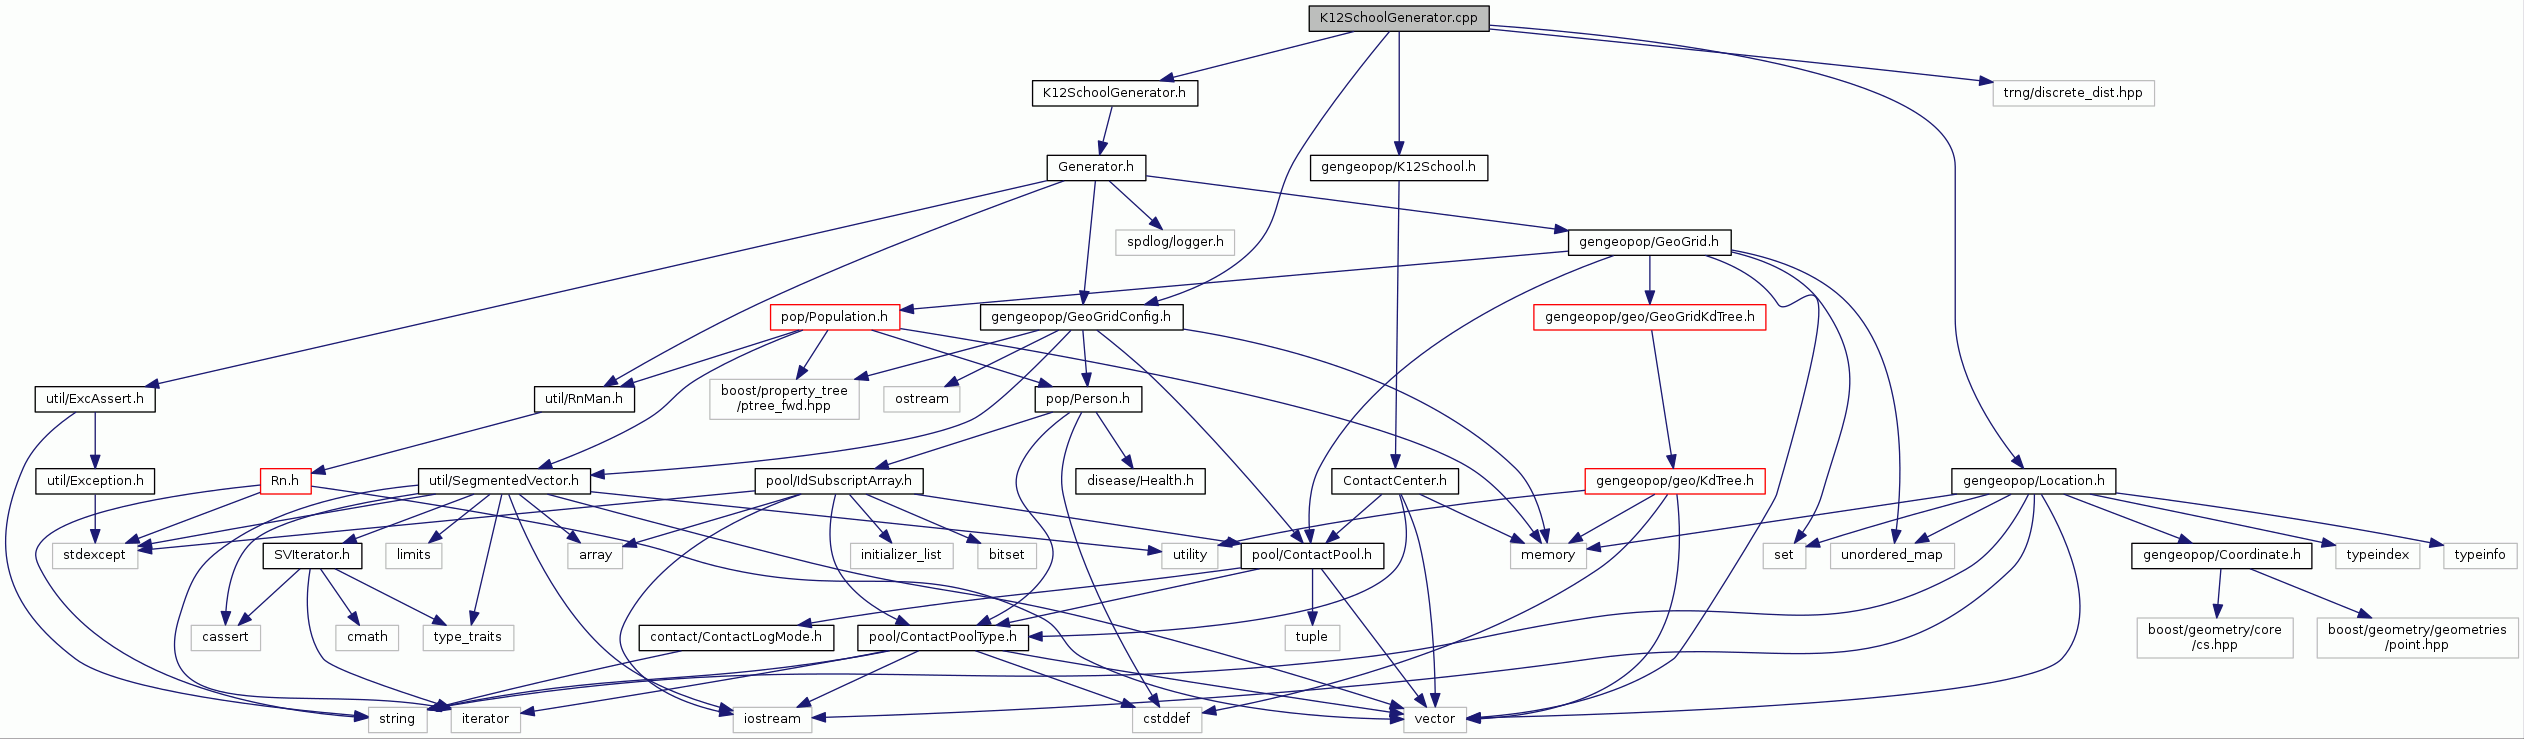 K12SchoolGenerator.cpp
K12SchoolGenerator.h
trng/discrete_dist.hpp
Generator.h
gengeopop/K12School.h
spdlog/logger.h
gengeopop/GeoGrid.h
pop/Population.h
gengeopop/GeoGridConfig.h
gengeopop/geo/GeoGridKdTree.h
util/ExcAssert.h
util/RnMan.h
boost/property_tree
/ptree_fwd.hpp
ostream
pop/Person.h
util/Exception.h
Rn.h
util/SegmentedVector.h
pool/IdSubscriptArray.h
disease/Health.h
ContactCenter.h
gengeopop/geo/KdTree.h
gengeopop/Location.h
stdexcept
SVIterator.h
limits
array
initializer_list
bitset
utility
pool/ContactPool.h
memory
set
unordered_map
gengeopop/Coordinate.h
typeindex
typeinfo
cassert
cmath
type_traits
contact/ContactLogMode.h
pool/ContactPoolType.h
tuple
boost/geometry/core
/cs.hpp
boost/geometry/geometries
/point.hpp
string
iterator
iostream
cstddef
vector